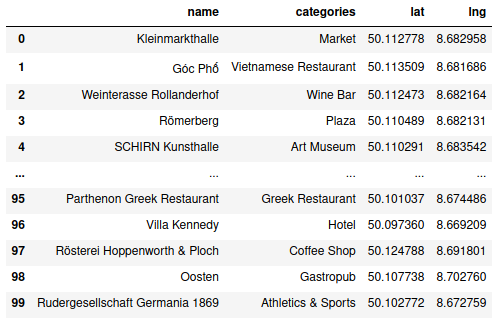 name categories lat lng
0 Kleinmarkthalle Market 50.112778 8.682958
1 Góc Phố Vietnamese Restaurant 50.113509 8.681686
2 Weinterasse Rollanderhof Wine Bar 50.112473 8.682164
3 Römerberg Plaza 50.110489 8.682131
4 SCHIRN Kunsthalle Art Museum 50.110291 8.683542
... ... ... ... ...
95 Parthenon Greek Restaurant Greek Restaurant 50.101037 8.674486
96 Villa Kennedy Hotel 50.097360 8.669209
97 Rösterei Hoppenworth & Ploch Coffee Shop 50.124788 8.691801
98 Oosten Gastropub 50.107738 8.702760
99 Rudergesellschaft Germania 1869 Athletics & Sports 50.102772 8.672759